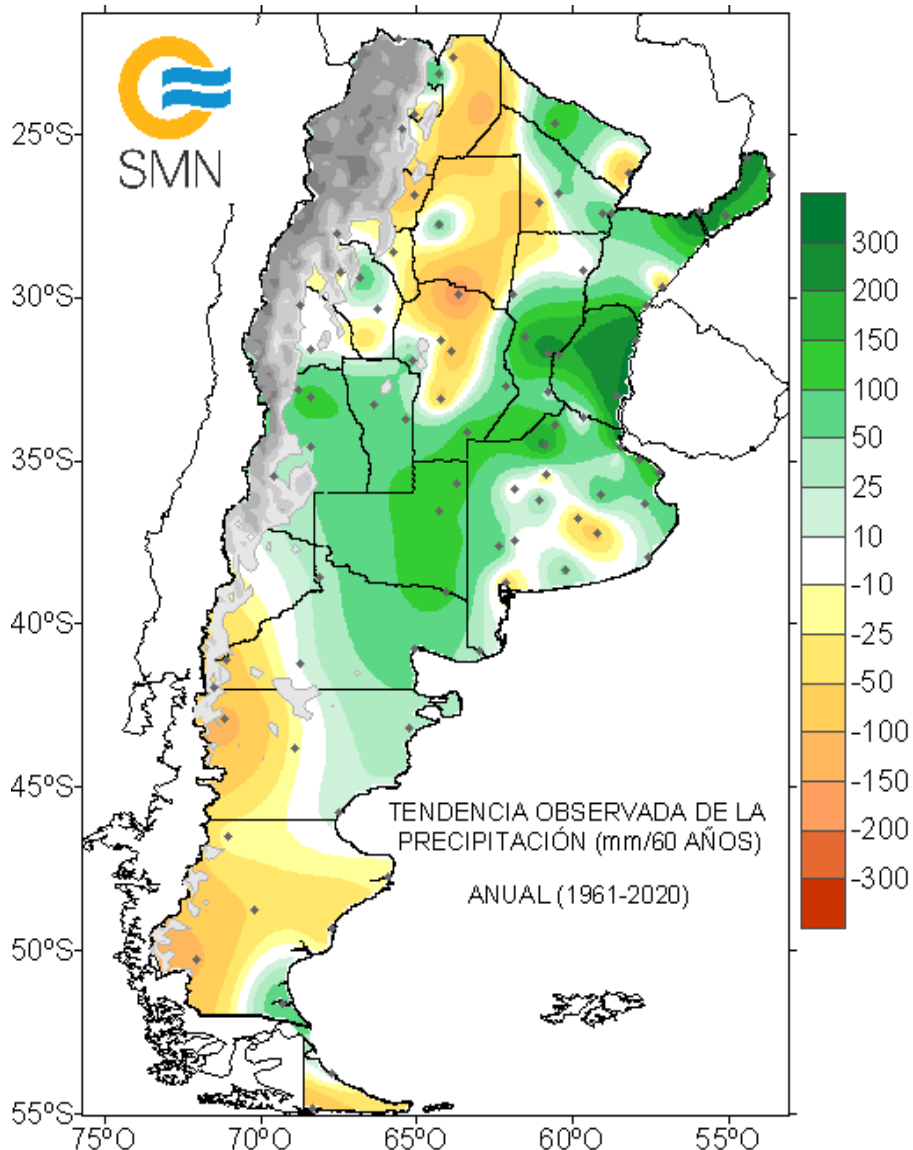 SMN
25ºS
30ºS
35ºS
40ºS
45ºS
50ºS
55ºS
75ºO
70ºO
65ºO
60ºO
55ºO
300
200
150
100
50
25
10
-10
-25
-50
-100
-150
-200
-300
TENDENCIA OBSERVADA DE LA
PRECIPITACIÓN (mm/60 AÑOS)
ANUAL (1961-2020)